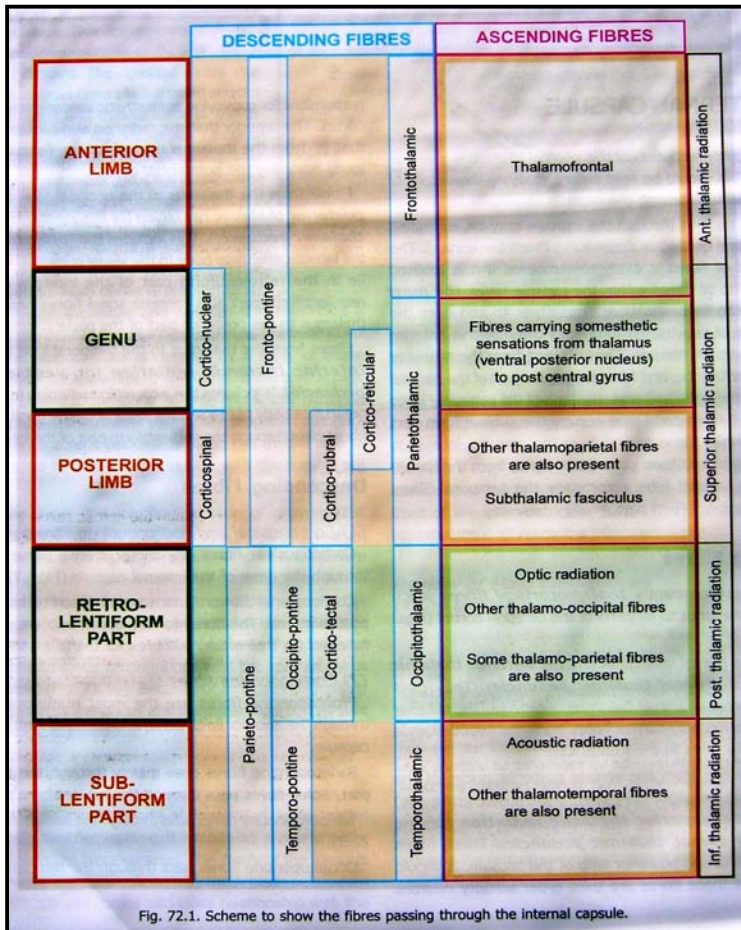 DESCENDING FIBRES
ASCENDING FIBRES
ANTERIOR
LIMB
Frontothalamic
Thalamofrontal
Ant. thalamic radiation
GENU
Cortico-nuclear
Fronto-pontine
Cortico-reticular
Fibres carrying somesthetic
sensations from thalamus
(ventral posterior nucleus)
to post central gyrus
Superior thalamic radiation
POSTERIOR
LIMB
Corticospinal
Cortico-rubral
Parietothalamic
Other thalamoparietal fibres
are also present
Subthalamic fasciculus
RETRO-
LENTIFORM
PART
Parieto-pontine
Occipito-pontine
Cortico-tectal
Occipitothalamic
Optic radiation
Other thalamo-occipital fibres
Some thalamo-parietal fibres
are also present
Post. thalamic radiation
SUB-
LENTIFORM
PART
Temporo-pontine
Temporothalamic
Acoustic radiation
Other thalamotemporal fibres
are also present
Inf. thalamic radiation
Fig. 72.1. Scheme to show the fibres passing through the internal capsule.